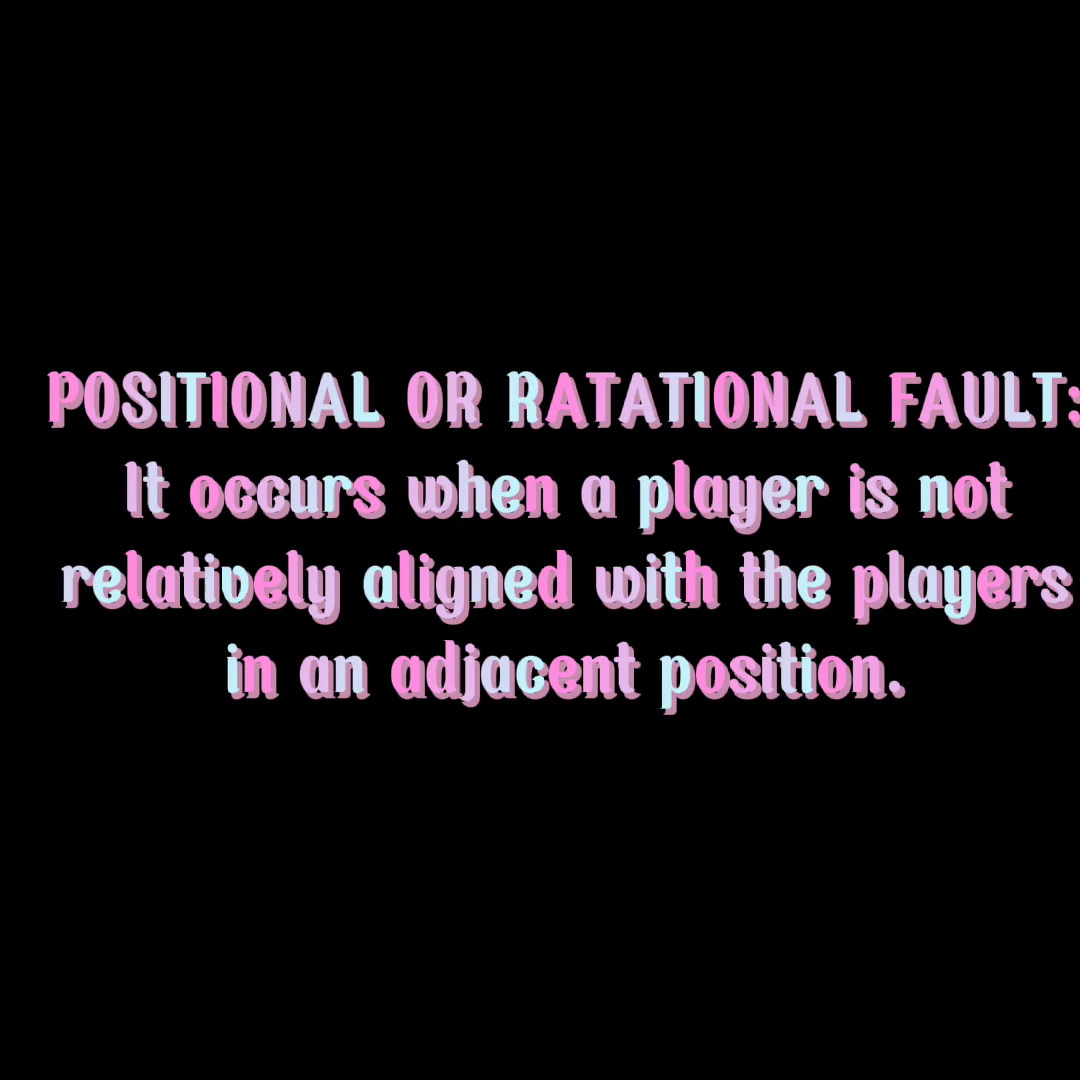 POSITIONAL OR RATATIONAL FAULT:
It occurs when a player is not
relatively aligned with the players
in an adjacent position.